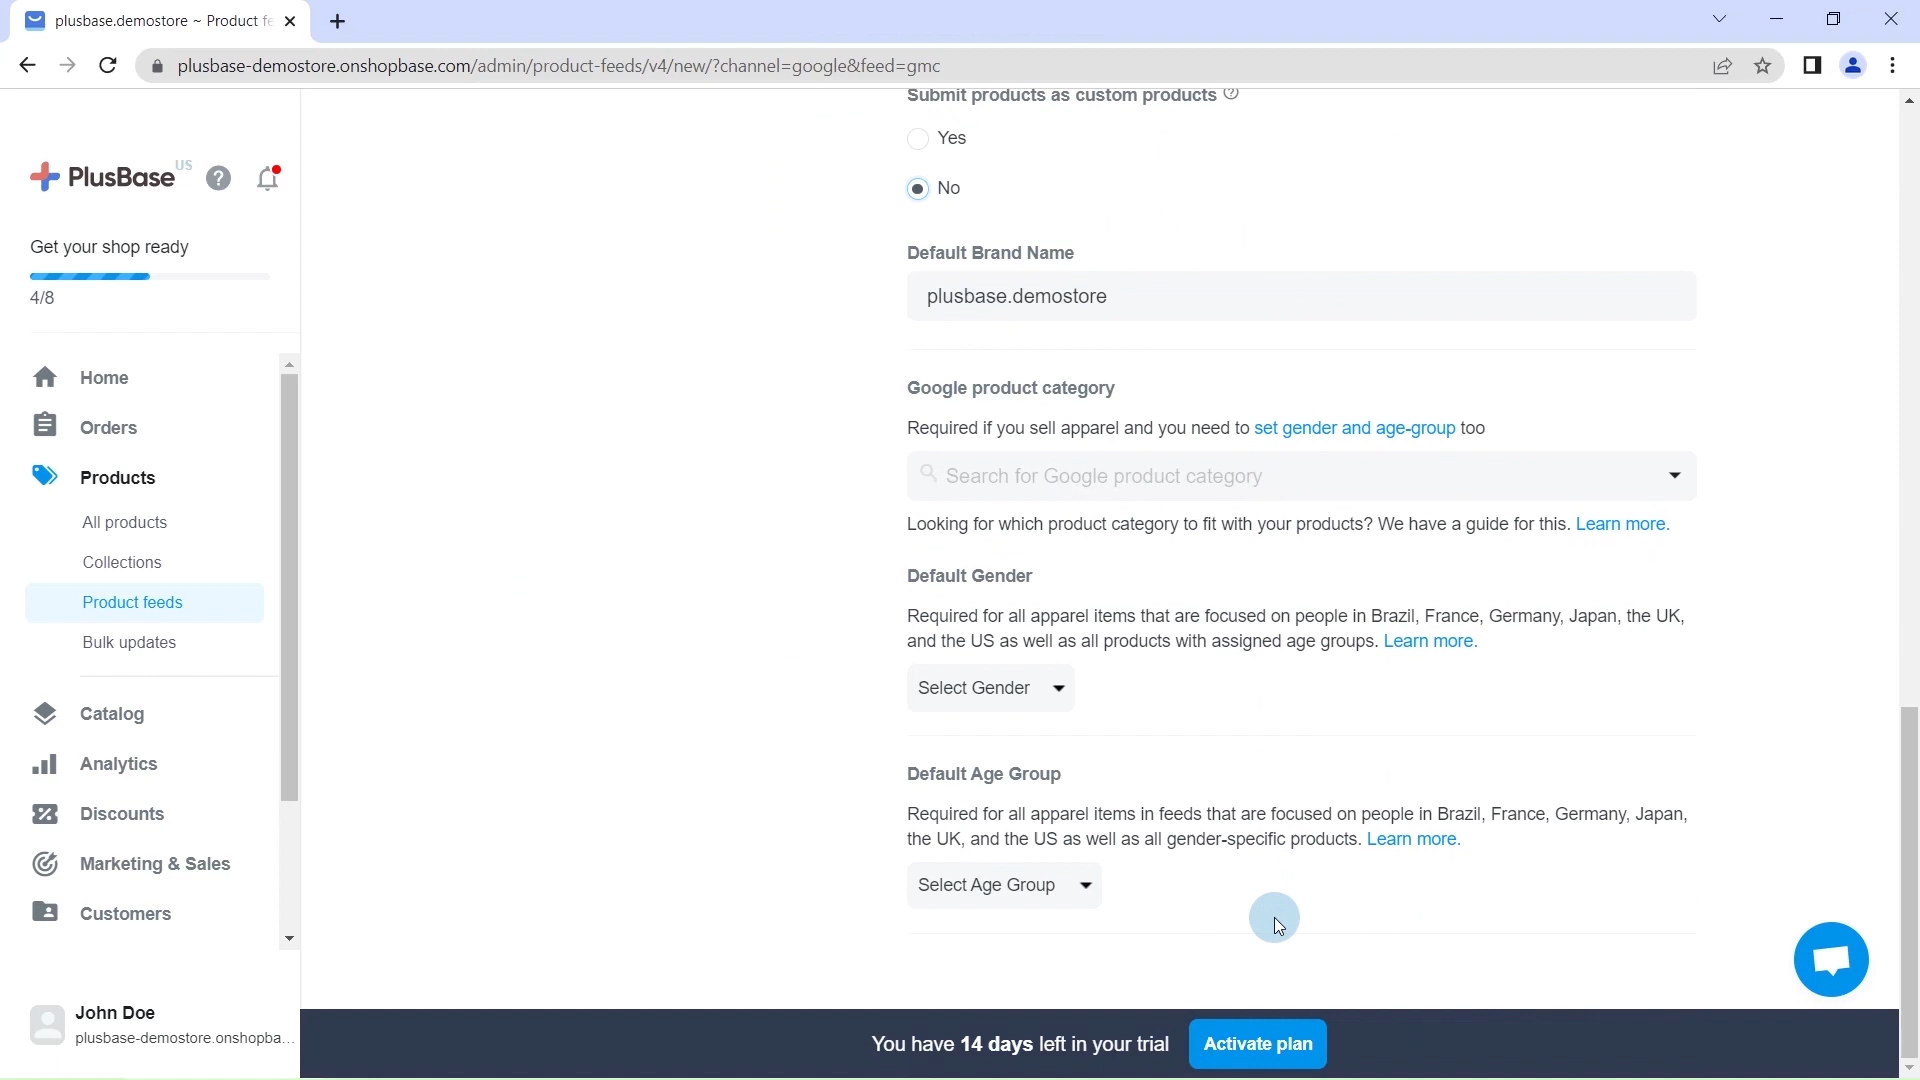 plusbase.demostore ~ Product fe
plusbase-demostore.onshopbase.com/admin/product-feeds/v4/new/?channel=google&feed=gmc
PlusBase US
Get your shop ready
4/8
Home
Orders
Products
All products
Collections
Product feeds
Bulk updates
Catalog
Analytics
Discounts
Marketing & Sales
Customers
John Doe
plusbase-demostore.onshopba...
Submit products as custom products
Yes
No
Default Brand Name
plusbase.demostore
Google product category
Required if you sell apparel and you need to set gender and age-group too
Search for Google product category
Looking for which product category to fit with your products? We have a guide for this. Learn more.
Default Gender
Required for all apparel items that are focused on people in Brazil, France, Germany, Japan, the UK,
and the US as well as all products with assigned age groups. Learn more.
Select Gender
Default Age Group
Required for all apparel items in feeds that are focused on people in Brazil, France, Germany, Japan,
the UK, and the US as well as all gender-specific products. Learn more.
Select Age Group
You have 14 days left in your trial
Activate plan